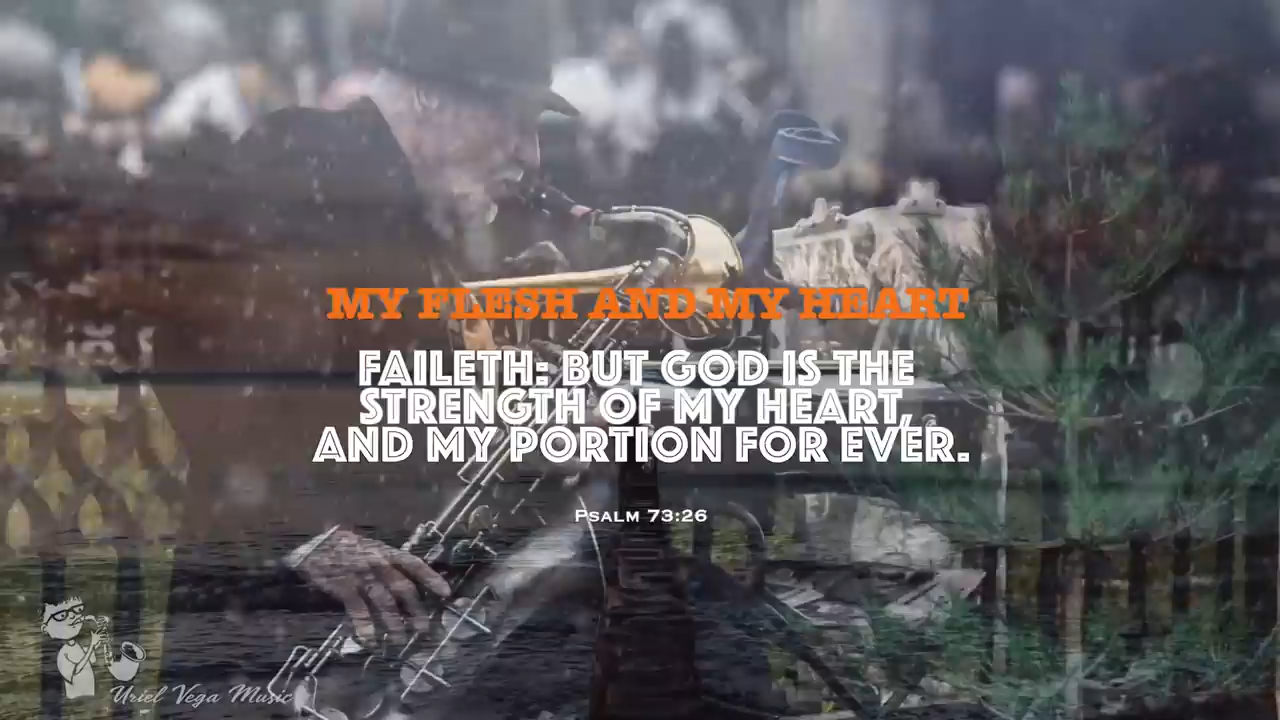 MY FLESH AND MY HEART
FAILETH: BUT GOD IS THE
STRENGTH OF MY HEART,
AND MY PORTION FOR EVER.
Psalm 73:26
Uriel Vega Music